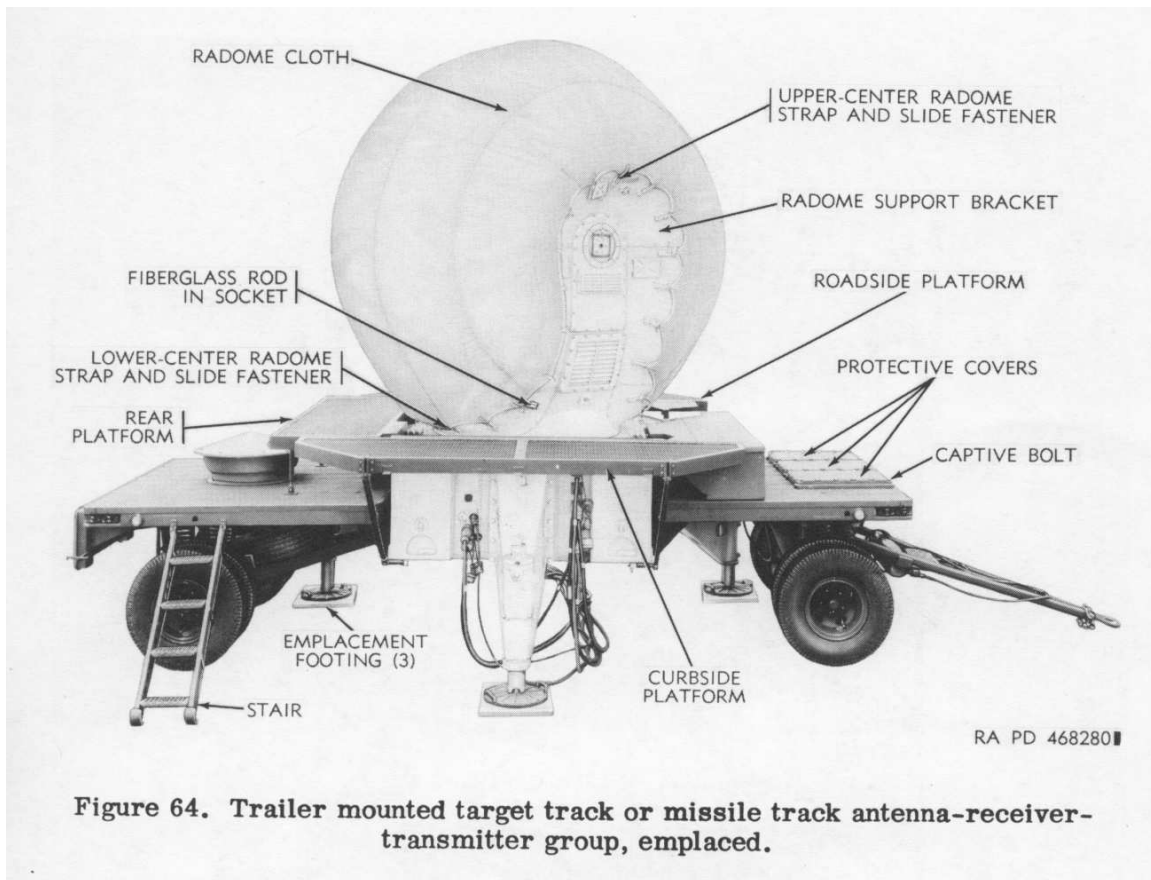 RADOME CLOTH
UPPER-CENTER RADOME
STRAP AND SLIDE FASTENER
RADOME SUPPORT BRACKET
FIBERGLASS ROD
IN SOCKET
ROADSIDE PLATFORM
LOWER-CENTER RADOME
STRAP AND SLIDE FASTENER
PROTECTIVE COVERS
REAR
PLATFORM
CAPTIVE BOLT
EMPLACEMENT
FOOTING (3)
CURBSIDE
PLATFORM
STAIR
RA PD 468280
Figure 64. Trailer mounted target track or missile track antenna-receiver-
transmitter group, emplaced.